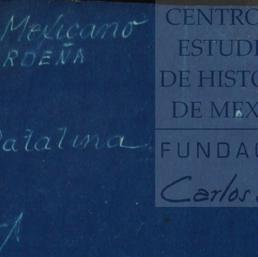 Mexicano
RDEÑA
Catalina
CENTRO
ESTUDI
DE HISTO
DE MEX
FUNDAC
Carlos